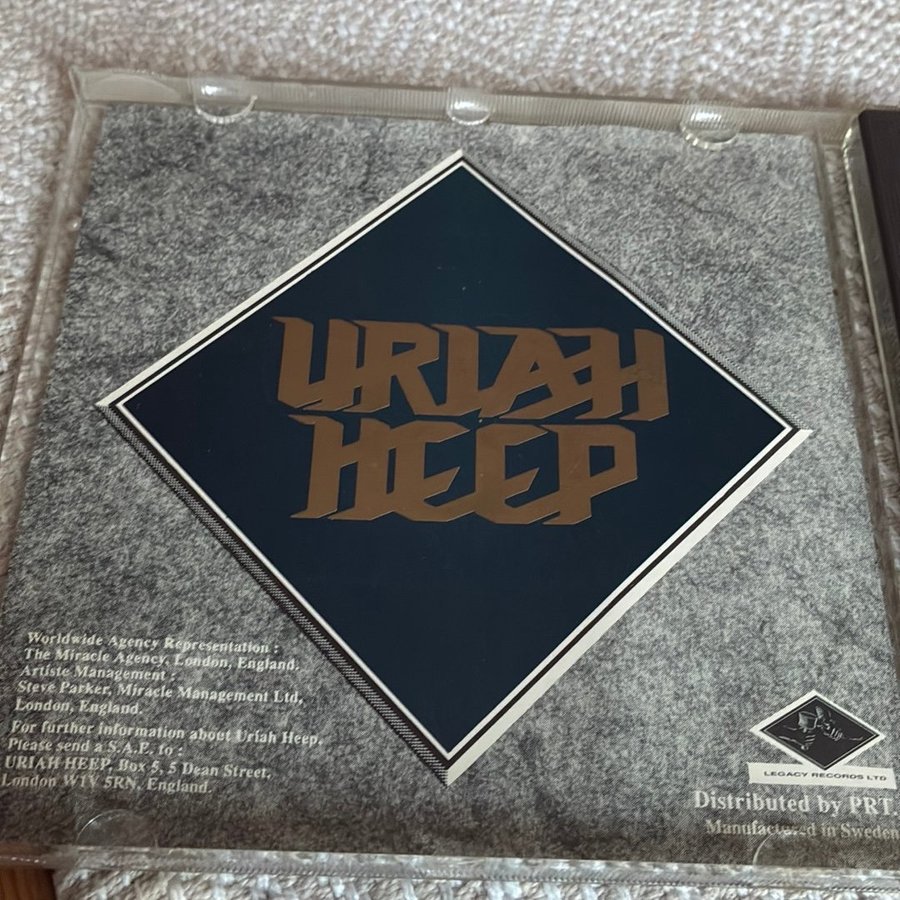 URIAH
HEEP
Worldwide Agency Representation :
The Miracle Agency, London, England.
Artiste Management :
Steve Parker, Miracle Management Ltd,
London, England.
For further information about Uriah Heep,
Please send a S.A.E. to :
URIAH HEEP, Box 5, 5 Dean Street,
London W1V 5RN, England.
LEGACY RECORDS LTD
Distributed by PRT.
Manufactured in Sweden